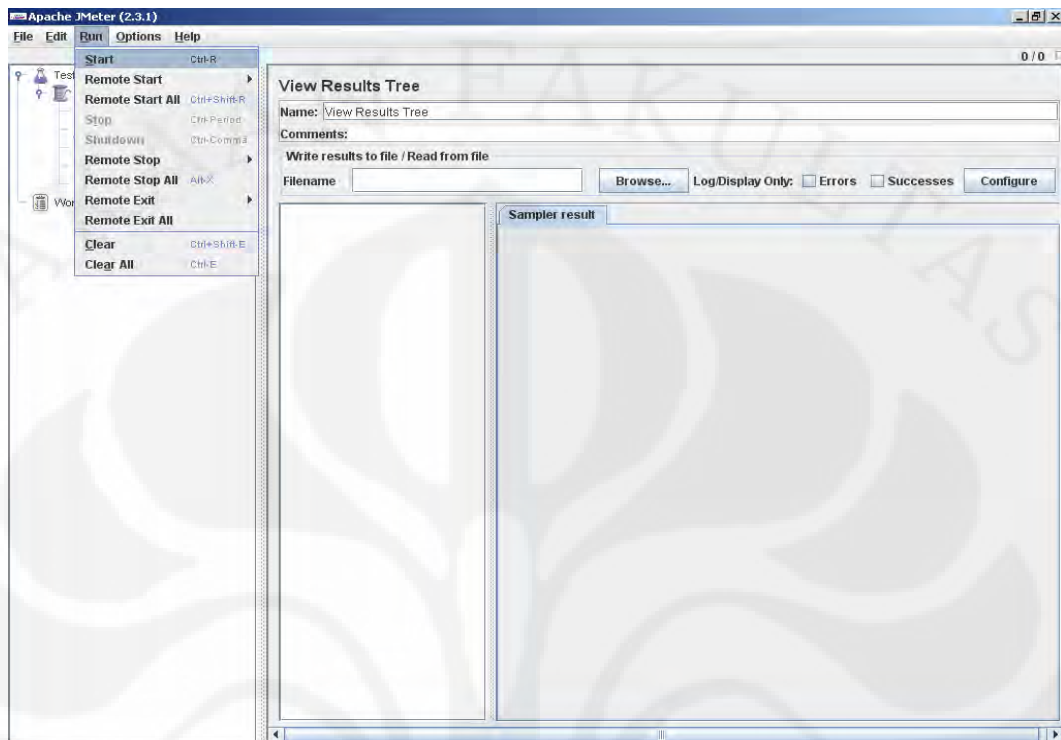 Apache JMeter (2.3.1)
File Edit Run Options Help
0 / 0
Start Ctrl-R
Remote Start
Remote Start All Ctrl+Shift-R
Stop Ctrl-Period
Shutdown Ctrl-Comma
Remote Stop
Remote Stop All Alt-X
Remote Exit
Remote Exit All
Clear Ctrl+Shift-E
Clear All Ctrl-E
Test
Wor
View Results Tree
Name: View Results Tree
Comments:
Write results to file / Read from file
Filename Browse... Log/Display Only: Errors Successes Configure
Sampler result
FAKULTAS